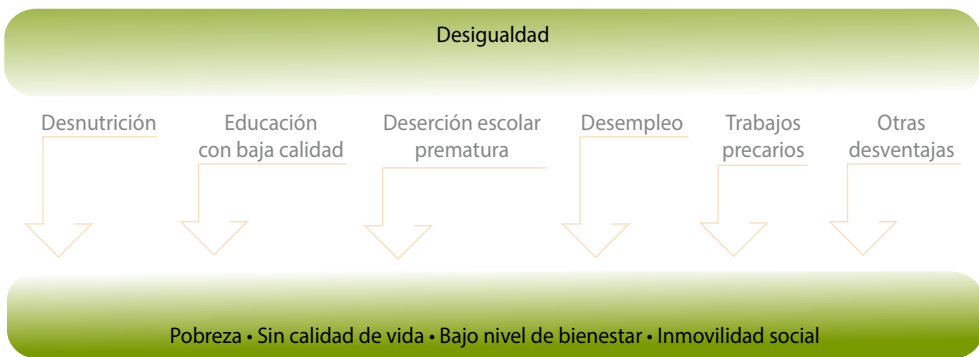 Desigualdad
Desnutrición
Educación
con baja calidad
Deserción escolar
prematura
Desempleo
Trabajos
precarios
Otras
desventajas
Pobreza • Sin calidad de vida • Bajo nivel de bienestar • Inmovilidad social